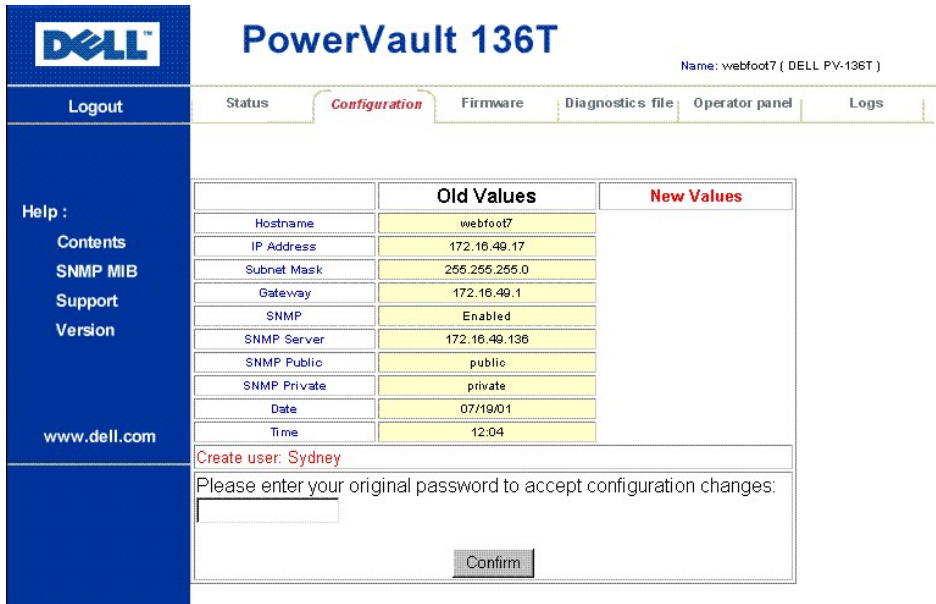 DELL™
PowerVault 136T
Name: webfoot7 ( DELL PV-136T )
Logout
Status
Configuration
Firmware
Diagnostics file
Operator panel
Logs
Help :
Contents
SNMP MIB
Support
Version
www.dell.com
Old Values
New Values
Hostname webfoot7
IP Address 172.16.49.17
Subnet Mask 255.255.255.0
Gateway 172.16.49.1
SNMP Enabled
SNMP Server 172.16.49.136
SNMP Public public
SNMP Private private
Date 07/19/01
Time 12:04
Create user: Sydney
Please enter your original password to accept configuration changes:
Confirm